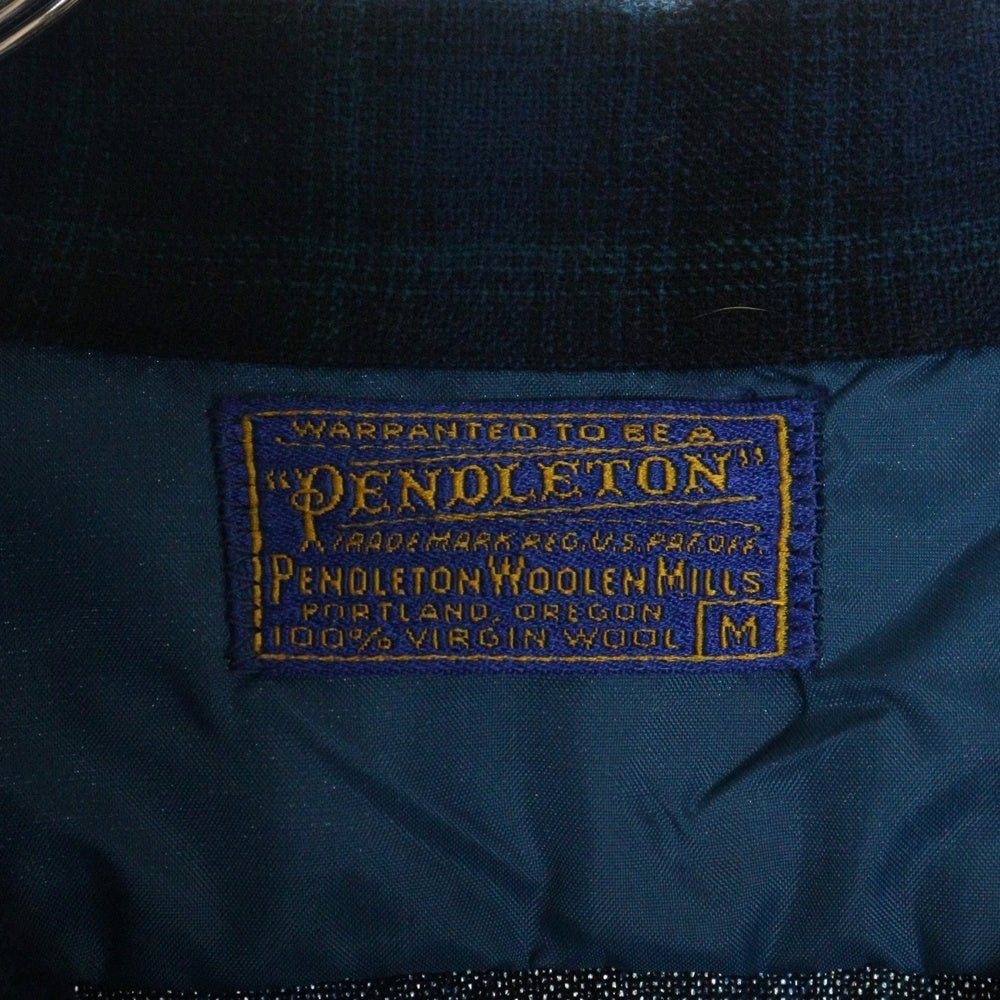 WARRANTED TO BE A
"PENDLETON"
TRADE MARK REG. U.S. PAT. OFF.
PENDLETON WOOLEN MILLS
PORTLAND, OREGON
100% VIRGIN WOOL M